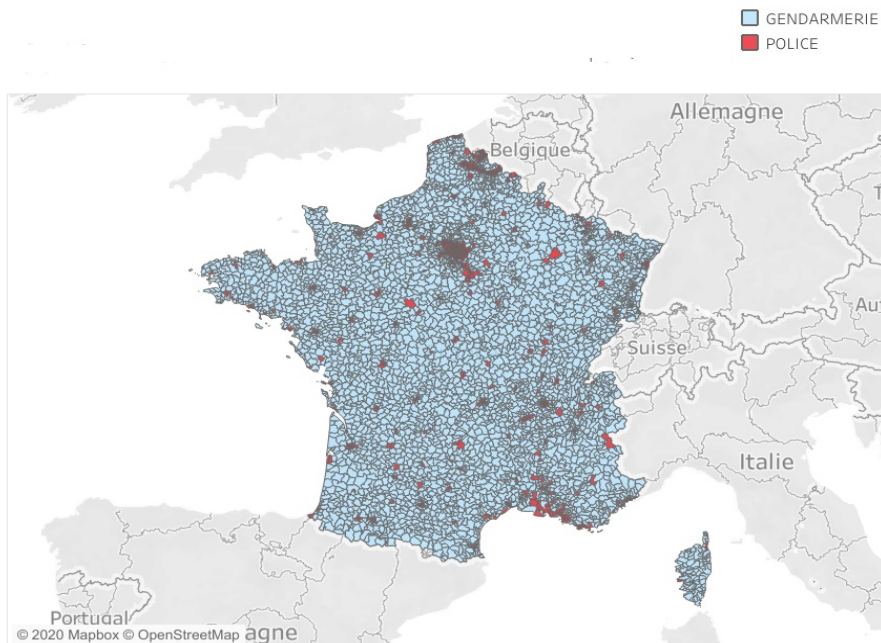 GENDARMERIE
POLICE
Allemagne
Belgique
Suisse
Italie
Portugal
© 2020 Mapbox © OpenStreetMap